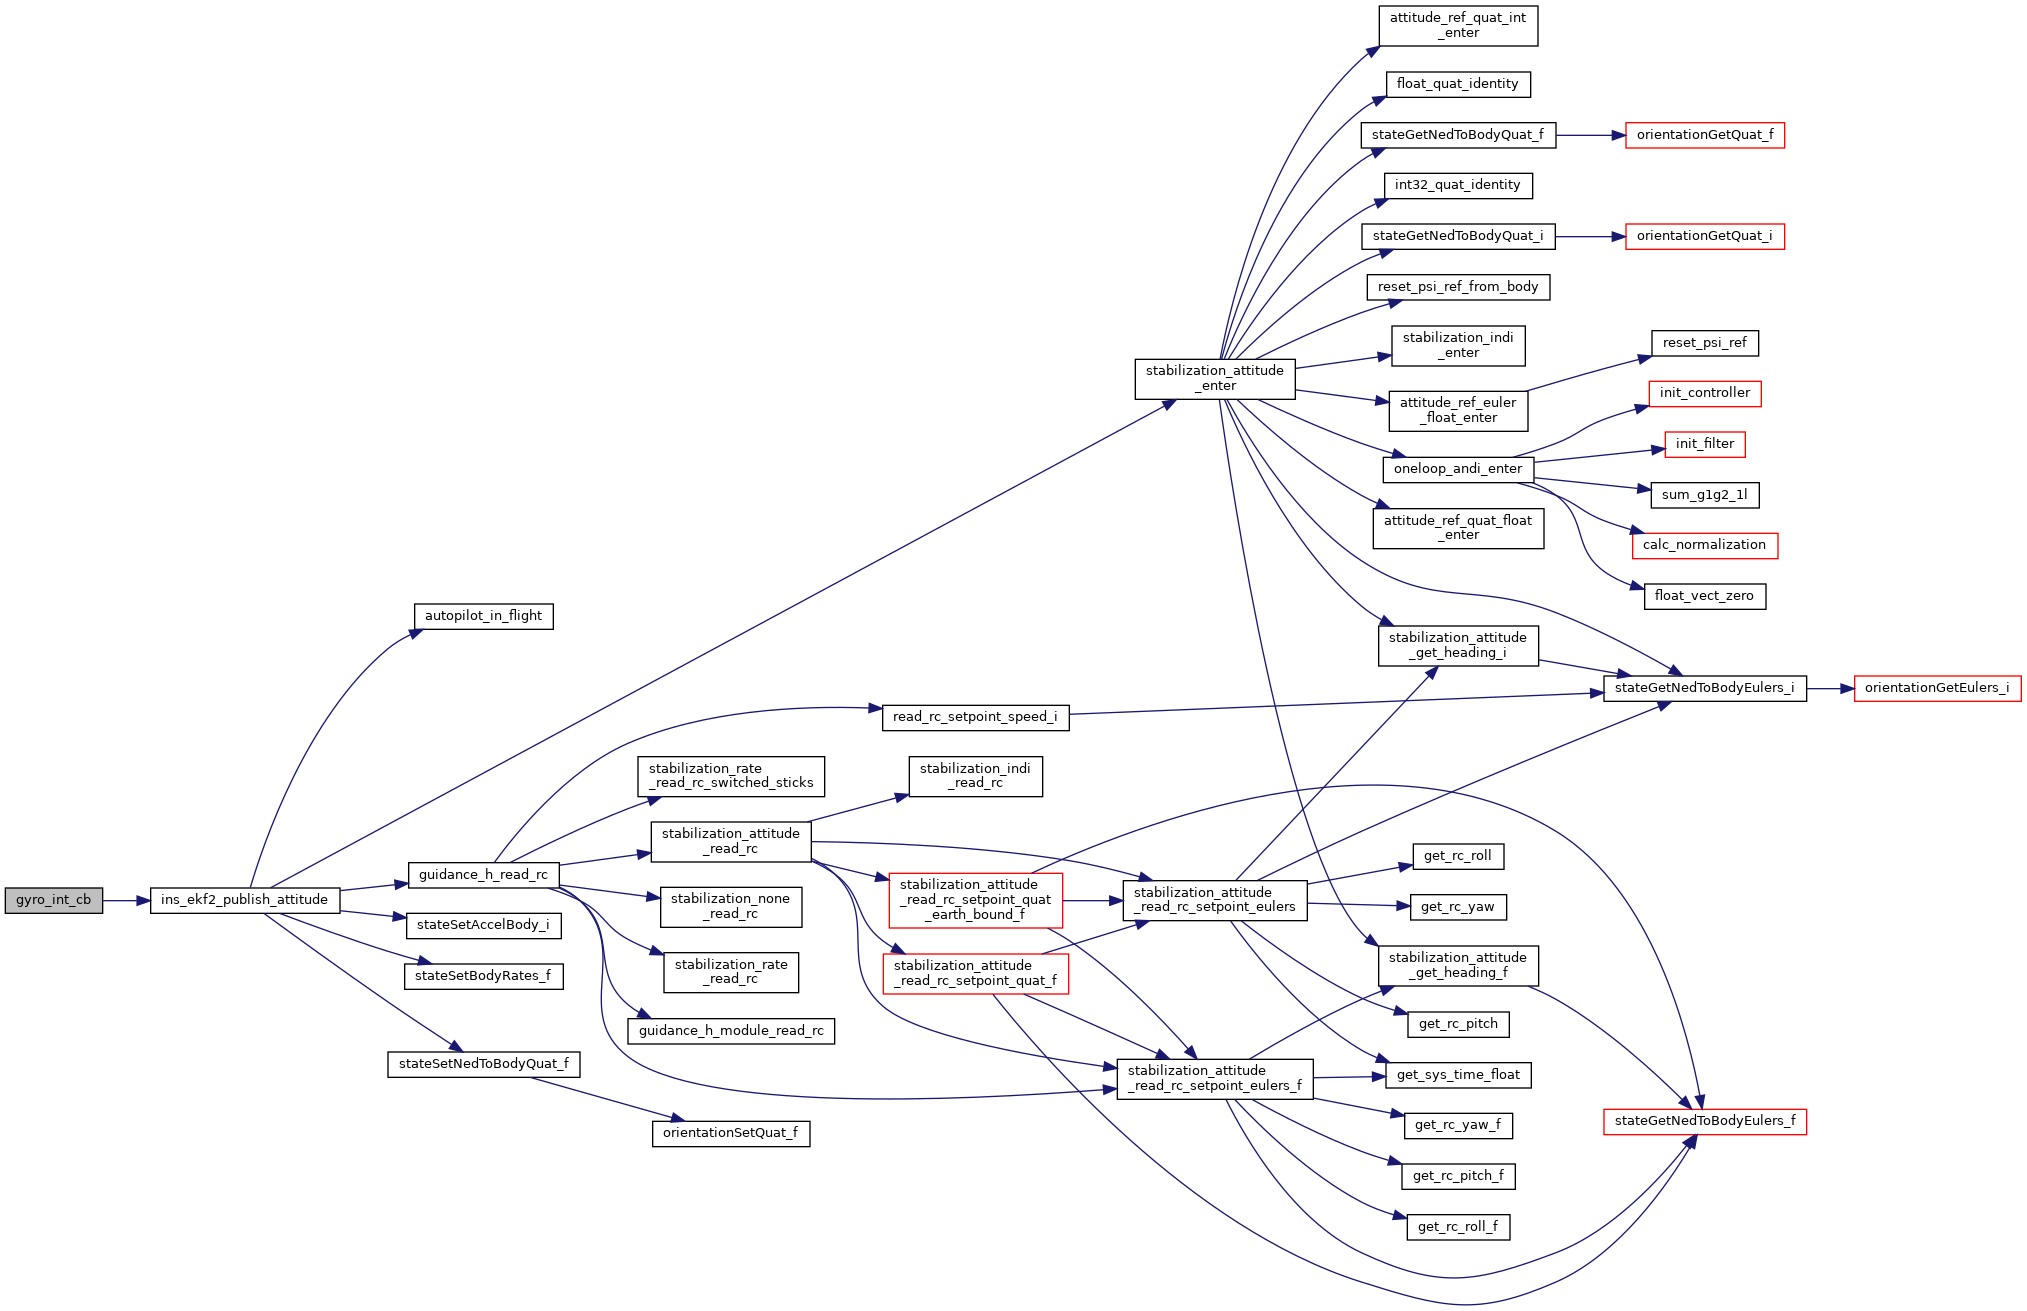 attitude_ref_quat_int
_enter
float_quat_identity
stateGetNedToBodyQuat_f
orientationGetQuat_f
int32_quat_identity
stateGetNedToBodyQuat_i
orientationGetQuat_i
reset_psi_ref_from_body
stabilization_indi
_enter
reset_psi_ref
stabilization_attitude
_enter
attitude_ref_euler
_float_enter
init_controller
init_filter
oneloop_andi_enter
sum_g1g2_1l
attitude_ref_quat_float
_enter
calc_normalization
float_vect_zero
autopilot_in_flight
stabilization_attitude
_get_heading_i
stateGetNedToBodyEulers_i
orientationGetEulers_i
read_rc_setpoint_speed_i
stabilization_rate
_read_rc_switched_sticks
stabilization_indi
_read_rc
stabilization_attitude
_read_rc
get_rc_roll
guidance_h_read_rc
gyro_int_cb
ins_ekf2_publish_attitude
stabilization_none
_read_rc
stabilization_attitude
_read_rc_setpoint_quat
_earth_bound_f
stabilization_attitude
_read_rc_setpoint_eulers
get_rc_yaw
stateSetAccelBody_i
stateSetBodyRates_f
stabilization_rate
_read_rc
stabilization_attitude
_read_rc_setpoint_quat_f
stabilization_attitude
_get_heading_f
guidance_h_module_read_rc
get_rc_pitch
stateSetNedToBodyQuat_f
stabilization_attitude
_read_rc_setpoint_eulers_f
get_sys_time_float
orientationSetQuat_f
get_rc_yaw_f
stateGetNedToBodyEulers_f
get_rc_pitch_f
get_rc_roll_f